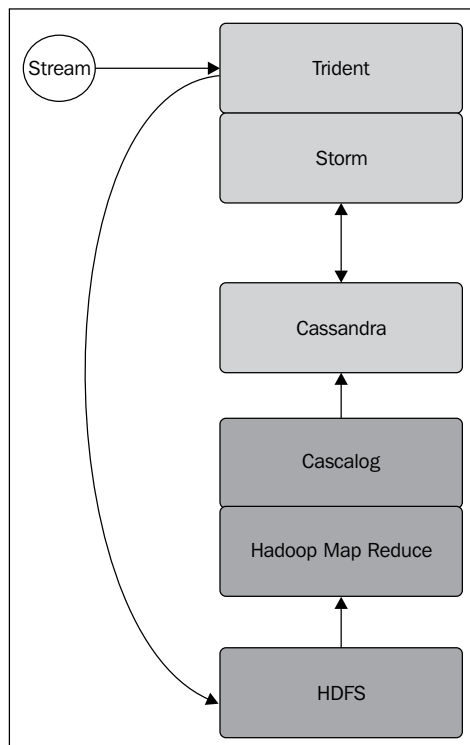 Stream
Trident
Storm
Cassandra
Cascalog
Hadoop Map Reduce
HDFS